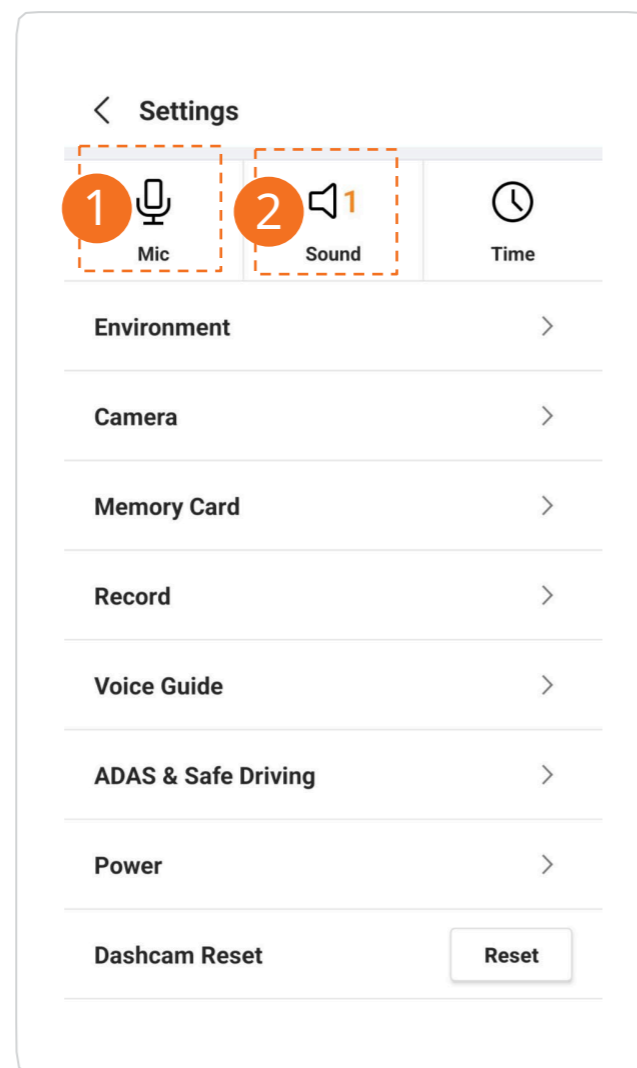 Settings
1
2
1
Mic
Sound
Time
Environment
Camera
Memory Card
Record
Voice Guide
ADAS & Safe Driving
Power
Dashcam Reset
Reset